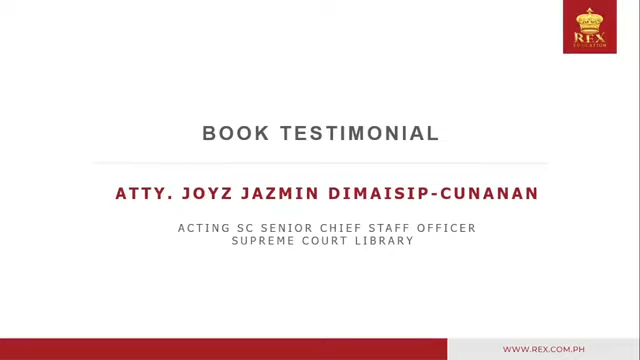 REX
EDUCATION
BOOK TESTIMONIAL
ATTY. JOYZ JAZMIN DIMAISIP-CUNANAN
ACTING SC SENIOR CHIEF STAFF OFFICER
SUPREME COURT LIBRARY
WWW.REX.COM.PH